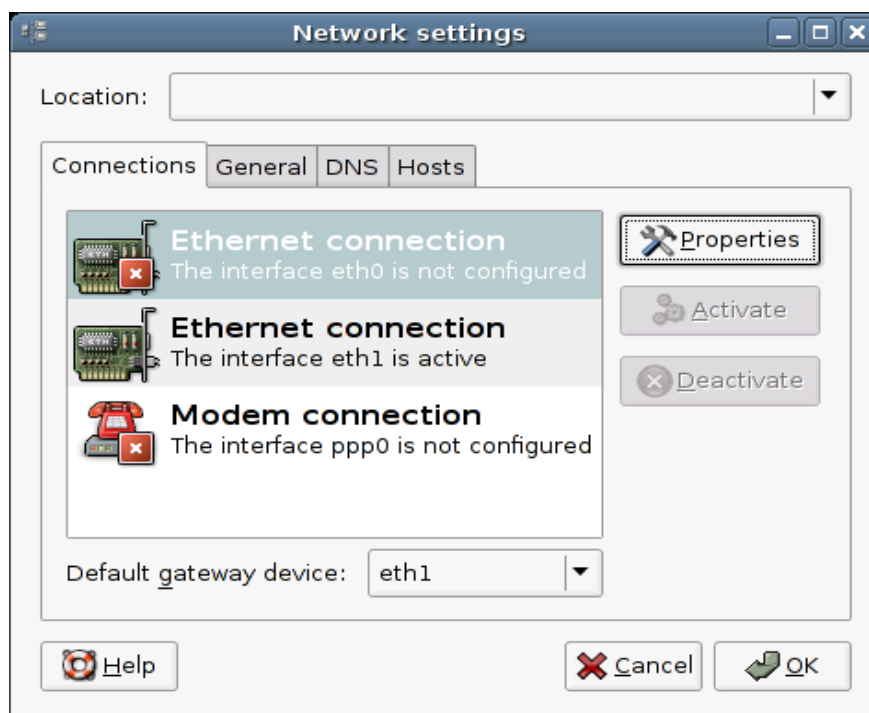 Network settings
Location:
Connections General DNS Hosts
Ethernet connection
The interface eth0 is not configured
Properties
Ethernet connection
The interface eth1 is active
Activate
Deactivate
Modem connection
The interface ppp0 is not configured
Default gateway device: eth1
Help Cancel OK